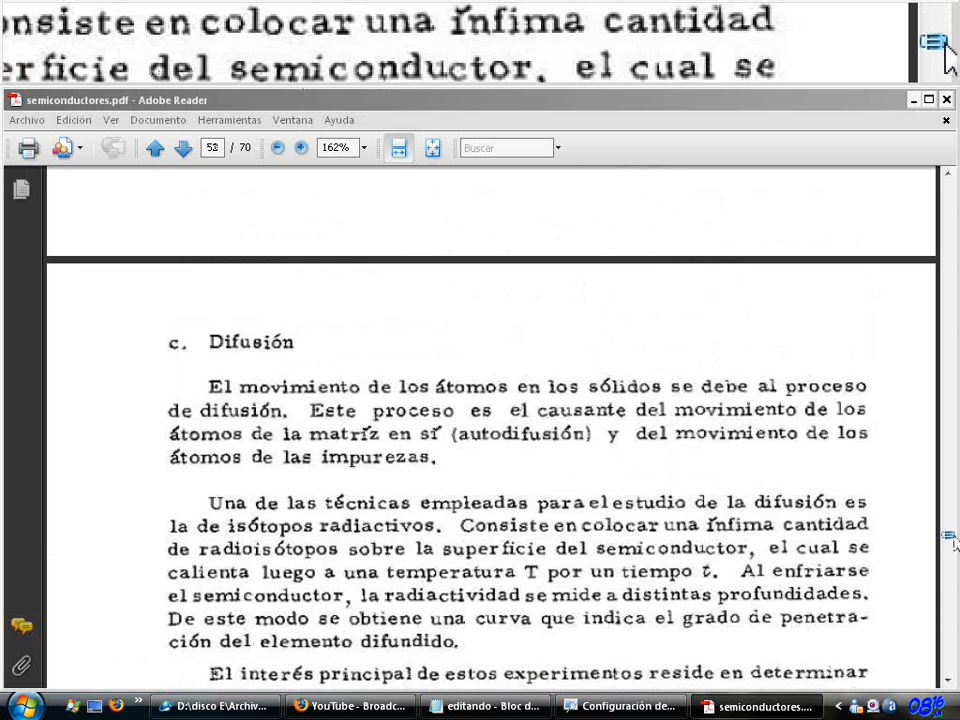 nsiste en colocar una ínfima cantidad
erficie del semiconductor, el cual se
semiconductores.pdf - Adobe Reader
Archivo Edición Ver Documento Herramientas Ventana Ayuda
52 / 70 162% Buscar
c. Difusión
El movimiento de los átomos en los sólidos se debe al proceso
de difusión. Este proceso es el causante del movimiento de los
átomos de la matríz en sí (autodifusión) y del movimiento de los
átomos de las impurezas.
Una de las técnicas empleadas para el estudio de la difusión es
la de isótopos radiactivos. Consiste en colocar una ínfima cantidad
de radioisótopos sobre la superficie del semiconductor, el cual se
calienta luego a una temperatura T por un tiempo t. Al enfriarse
el semiconductor, la radiactividad se mide a distintas profundidades.
De este modo se obtiene una curva que indica el grado de penetra-
ción del elemento difundido.
El interés principal de estos experimentos reside en determinar
D:\disco E\Archiv... YouTube - Broadc... editando - Bloc d... Configuración de... semiconductores....